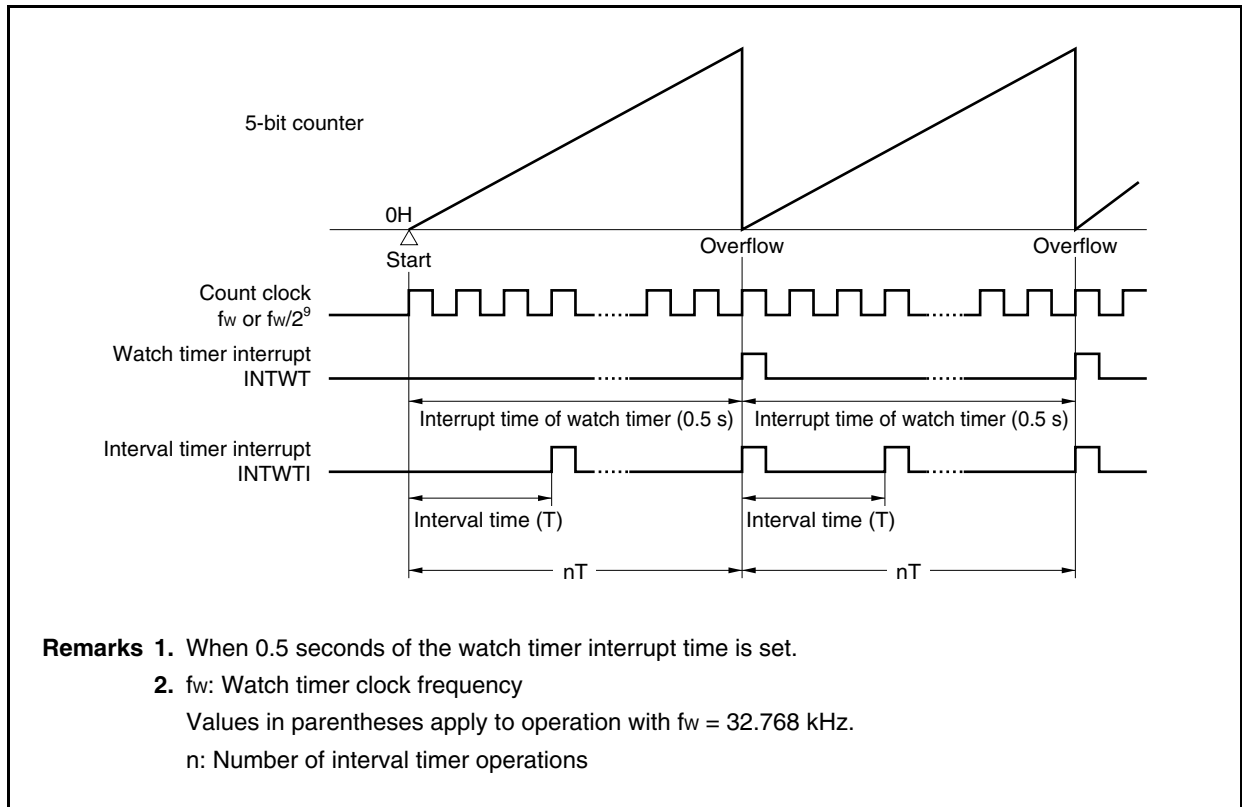 5-bit counter
0H
Start
Overflow
Overflow
Count clock
fw or fw/2⁹
Watch timer interrupt
INTWT
Interrupt time of watch timer (0.5 s)
Interrupt time of watch timer (0.5 s)
Interval timer interrupt
INTWTI
Interval time (T)
Interval time (T)
nT
nT
Remarks 1. When 0.5 seconds of the watch timer interrupt time is set.
2. fw: Watch timer clock frequency
Values in parentheses apply to operation with fw = 32.768 kHz.
n: Number of interval timer operations